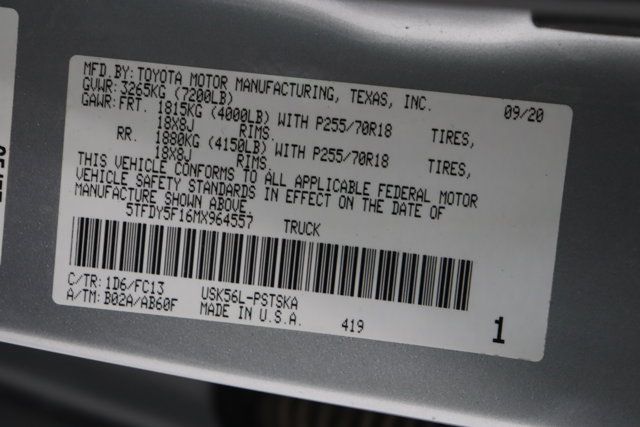 MFD.BY: TOYOTA MOTOR MANUFACTURING, TEXAS, INC. 09/20
GVWR: 3265KG (7200LB)
GAWR: FRT. 1815KG (4000LB) WITH P255/70R18 TIRES,
18X8J RIMS.
RR. 1880KG (4150LB) WITH P255/70R18 TIRES,
18X8J RIMS.
THIS VEHICLE CONFORMS TO ALL APPLICABLE FEDERAL MOTOR
VEHICLE SAFETY STANDARDS IN EFFECT ON THE DATE OF
MANUFACTURE SHOWN ABOVE.
5TFDY5F16MX964557 TRUCK
C/TR: 1D6/FC13 USK56L-PSTSKA
A/TM: B02A/AB60F MADE IN U.S.A. 419 1